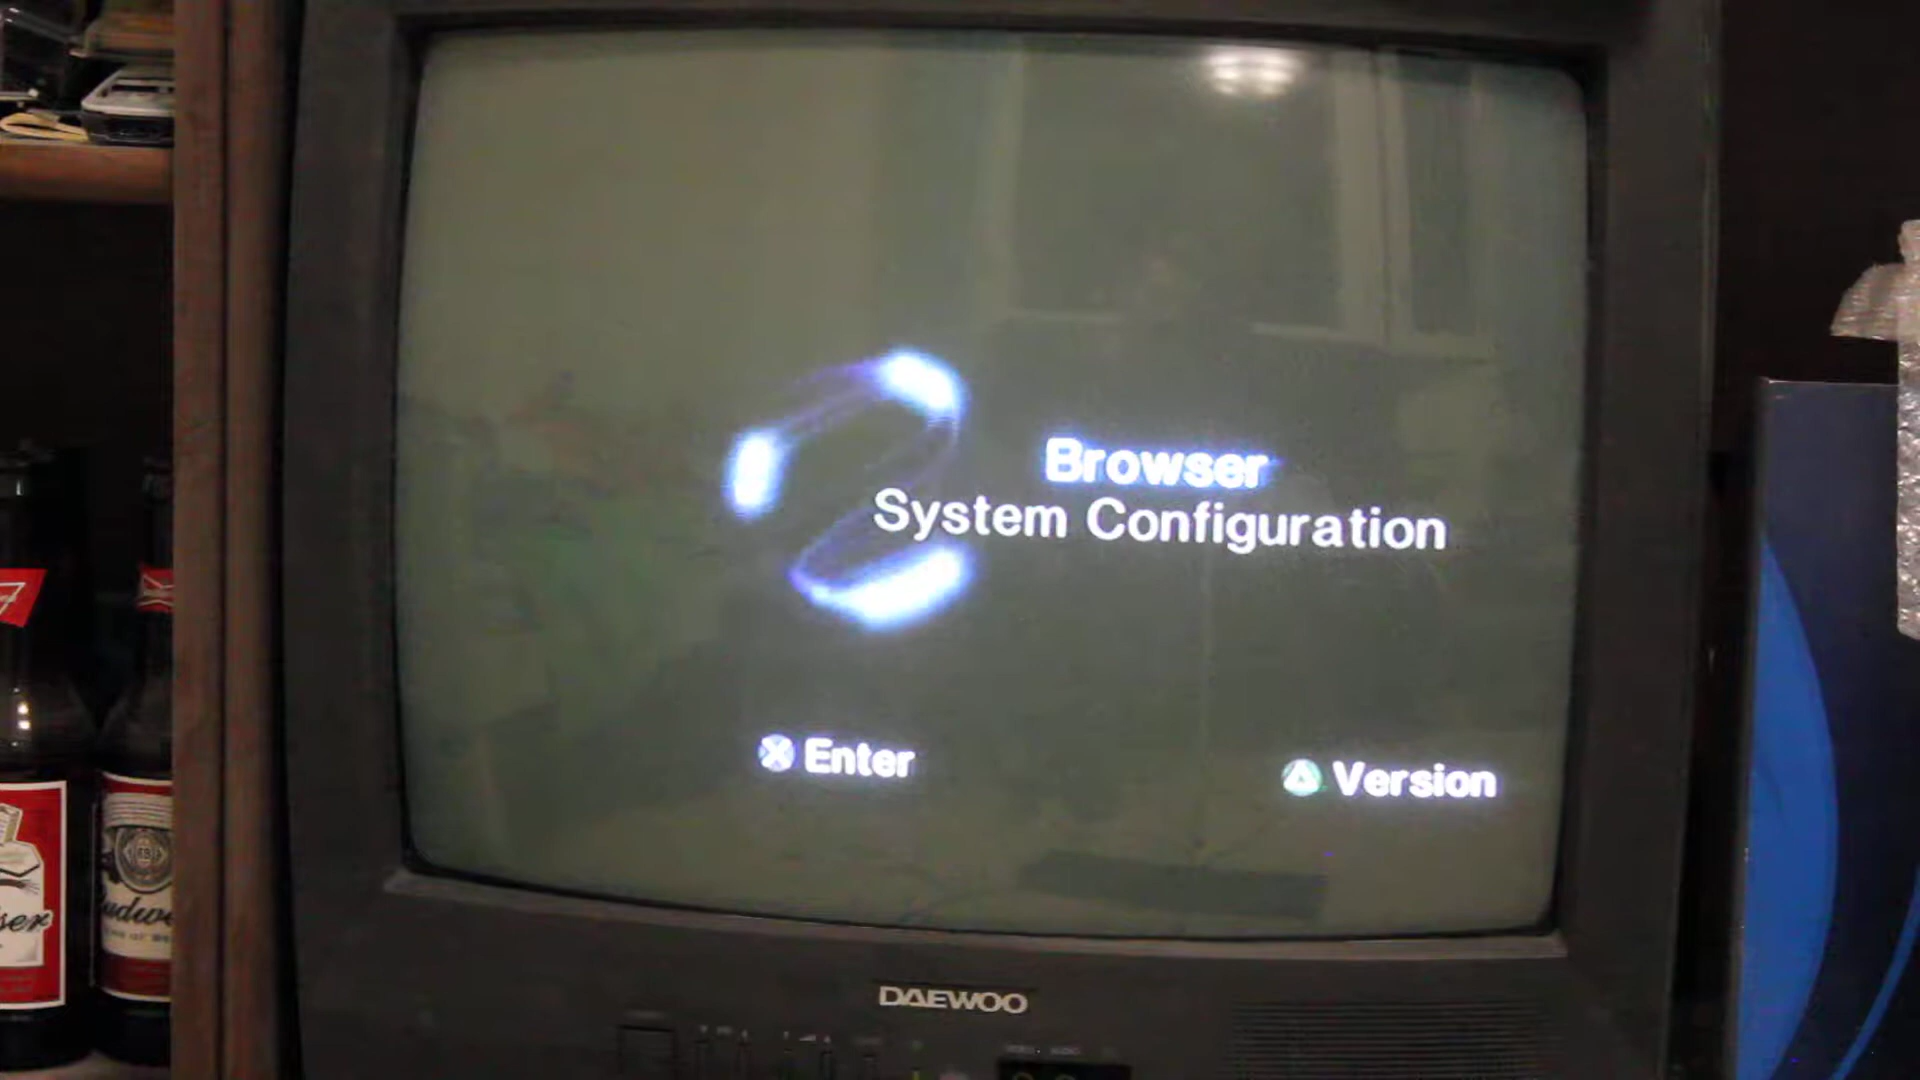 Browser
System Configuration
Enter
Version
DAEWOO